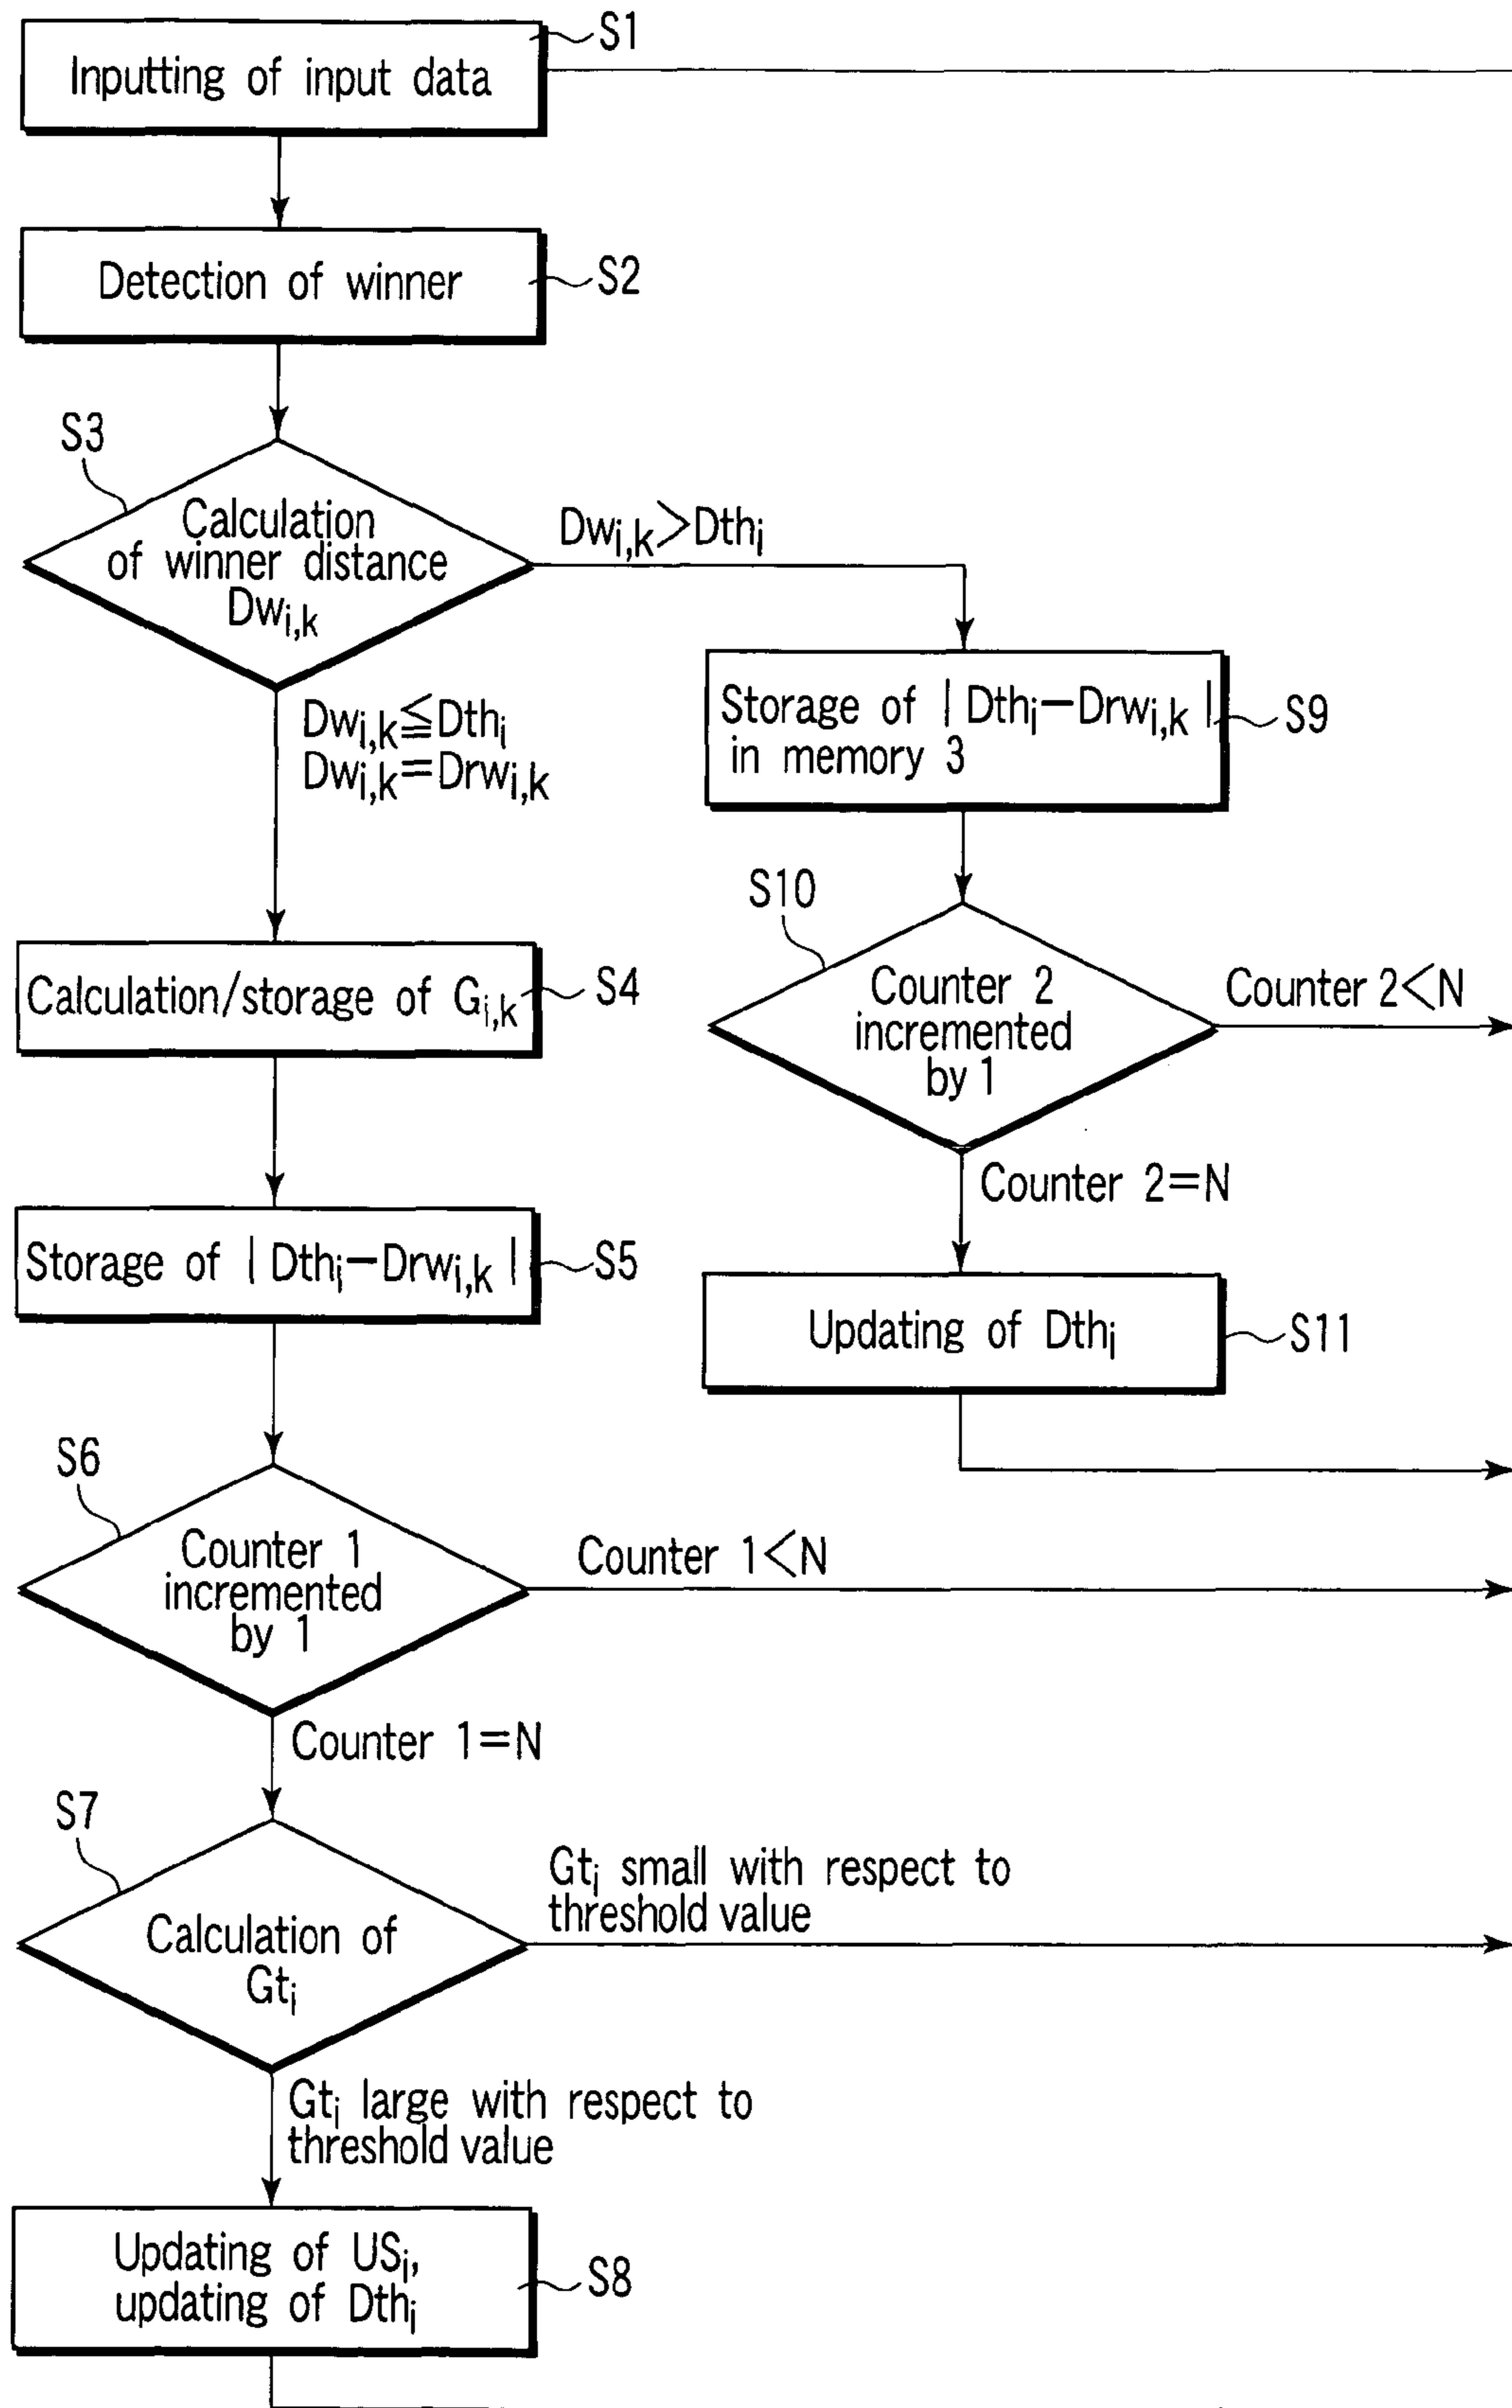 S1
Inputting of input data
Detection of winner
S2
S3
Calculation
of winner distance
Dwi,k
Dwi,k>Dthi
Dwi,k≦Dthi
Dwi,k=Drwi,k
Storage of |Dthi−Drwi,k|
in memory 3
S9
S10
Counter 2
incremented
by 1
Counter 2<N
Calculation/storage of Gi,k
S4
Counter 2=N
Storage of |Dthi−Drwi,k|
S5
Updating of Dthi
S11
S6
Counter 1
incremented
by 1
Counter 1<N
Counter 1=N
S7
Calculation of
Gti
Gti small with respect to
threshold value
Gti large with respect to
threshold value
Updating of USi,
updating of Dthi
S8